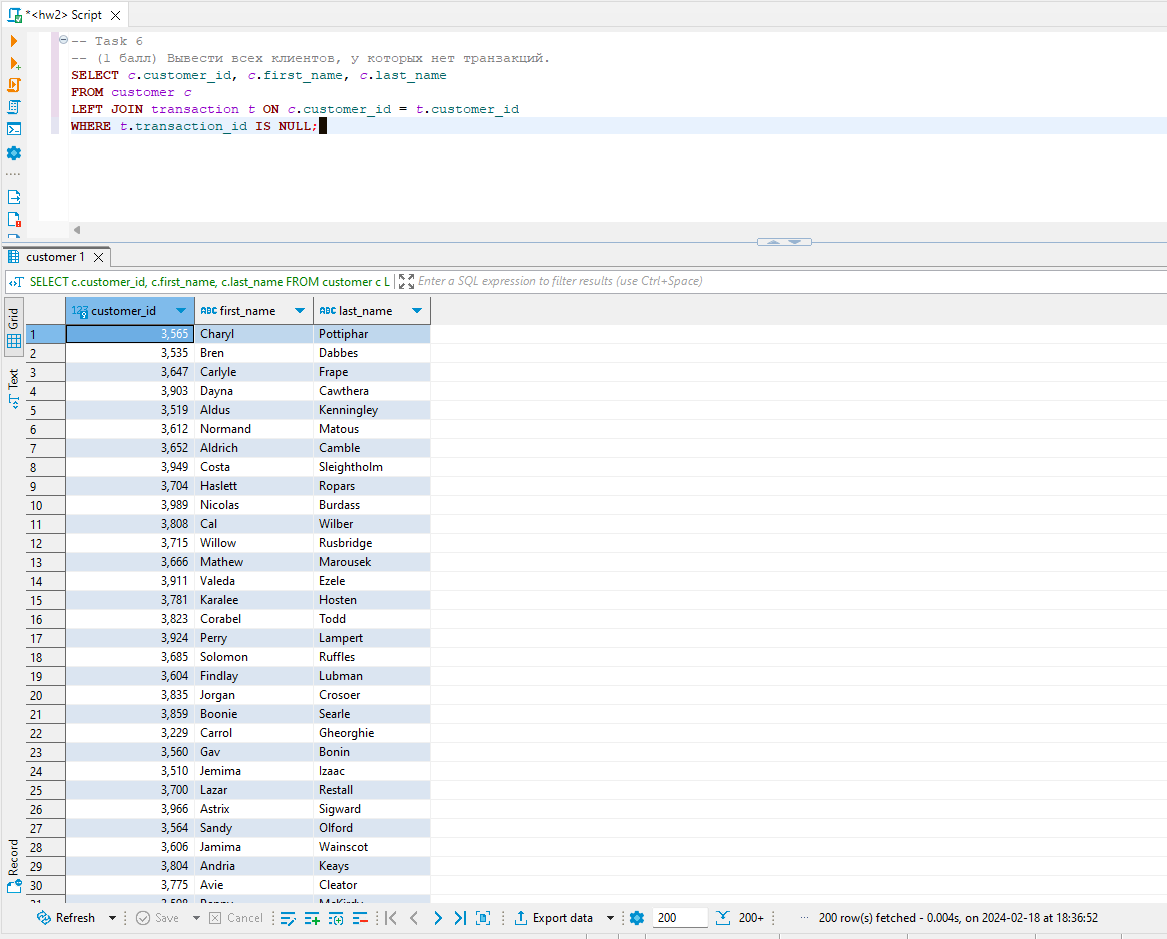 *<hw2> Script
-- Task 6
-- (1 балл) Вывести всех клиентов, у которых нет транзакций.
SELECT c.customer_id, c.first_name, c.last_name
FROM customer c
LEFT JOIN transaction t ON c.customer_id = t.customer_id
WHERE t.transaction_id IS NULL;
customer 1
SELECT c.customer_id, c.first_name, c.last_name FROM customer c L
Enter a SQL expression to filter results (use Ctrl+Space)
Grid
Text
Record
123 customer_id ABC first_name ABC last_name
1 3,565 Charyl Pottiphar
2 3,535 Bren Dabbes
3 3,647 Carlyle Frape
4 3,903 Dayna Cawthera
5 3,519 Aldus Kenningley
6 3,612 Normand Matous
7 3,652 Aldrich Camble
8 3,949 Costa Sleightholm
9 3,704 Haslett Ropars
10 3,989 Nicolas Burdass
11 3,808 Cal Wilber
12 3,715 Willow Rusbridge
13 3,666 Mathew Marousek
14 3,911 Valeda Ezele
15 3,781 Karalee Hosten
16 3,823 Corabel Todd
17 3,924 Perry Lampert
18 3,685 Solomon Ruffles
19 3,604 Findlay Lubman
20 3,835 Jorgan Crosoer
21 3,859 Boonie Searle
22 3,229 Carrol Gheorghie
23 3,560 Gav Bonin
24 3,510 Jemima Izaac
25 3,700 Lazar Restall
26 3,966 Astrix Sigward
27 3,564 Sandy Olford
28 3,606 Jamima Wainscot
29 3,804 Andria Keays
30 3,775 Avie Cleator
Refresh Save Cancel Export data 200 200+ 200 row(s) fetched - 0.004s, on 2024-02-18 at 18:36:52